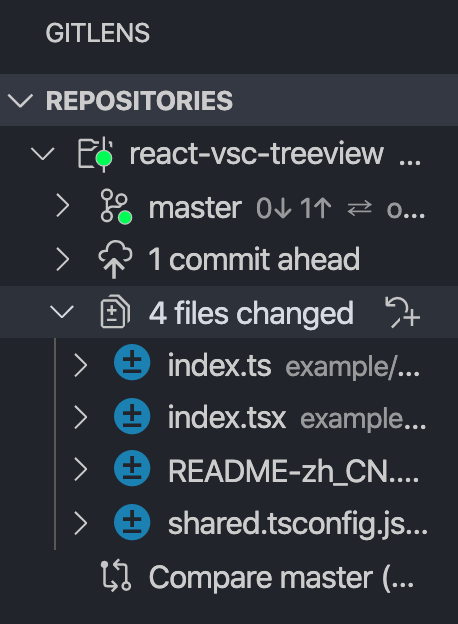 GITLENS
REPOSITORIES
react-vsc-treeview ...
master 0↓ 1↑ ⇄ o...
1 commit ahead
4 files changed
index.ts example/...
index.tsx example...
README-zh_CN....
shared.tsconfig.js...
Compare master (...